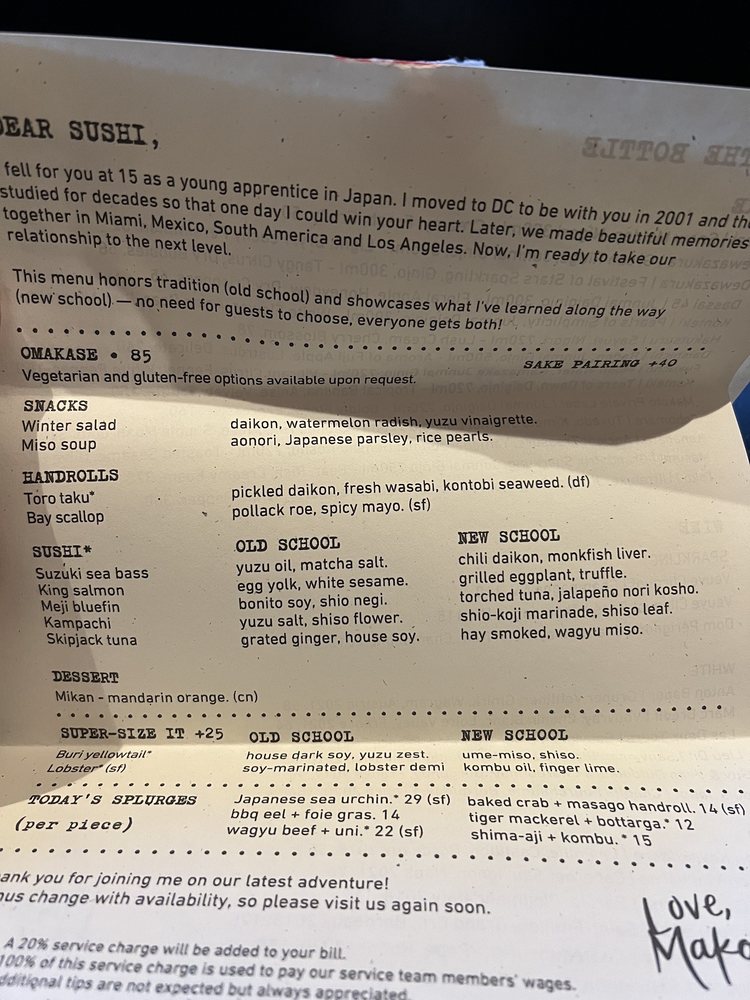 DEAR SUSHI,
fell for you at 15 as a young apprentice in Japan. I moved to DC to be with you in 2001 and
studied for decades so that one day I could win your heart. Later, we made beautiful memories
together in Miami, Mexico, South America and Los Angeles. Now, I'm ready to take our
relationship to the next level.
This menu honors tradition (old school) and showcases what I've learned along the way
(new school) — no need for guests to choose, everyone gets both!
OMAKASE • 85 SAKE PAIRING +40
Vegetarian and gluten-free options available upon request.
SNACKS
Winter salad daikon, watermelon radish, yuzu vinaigrette.
Miso soup aonori, Japanese parsley, rice pearls.
HANDROLLS
Toro taku* pickled daikon, fresh wasabi, kontobi seaweed. (df)
Bay scallop pollack roe, spicy mayo. (sf)
SUSHI* OLD SCHOOL NEW SCHOOL
Suzuki sea bass yuzu oil, matcha salt. chili daikon, monkfish liver.
King salmon egg yolk, white sesame. grilled eggplant, truffle.
Meji bluefin bonito soy, shio negi. torched tuna, jalapeño nori kosho.
Kampachi yuzu salt, shiso flower. shio-koji marinade, shiso leaf.
Skipjack tuna grated ginger, house soy. hay smoked, wagyu miso.
DESSERT
Mikan - mandarin orange. (cn)
SUPER-SIZE IT +25 OLD SCHOOL NEW SCHOOL
Buri yellowtail* house dark soy, yuzu zest. ume-miso, shiso.
Lobster* (sf) soy-marinated, lobster demi kombu oil, finger lime.
TODAY'S SPLURGES Japanese sea urchin.* 29 (sf) baked crab + masago handroll. 14 (sf)
(per piece) bbq eel + foie gras. 14 tiger mackerel + bottarga.* 12
wagyu beef + uni.* 22 (sf) shima-aji + kombu.* 15
ank you for joining me on our latest adventure!
nus change with availability, so please visit us again soon.
Love,
Mako
A 20% service charge will be added to your bill.
100% of this service charge is used to pay our service team members' wages.
dditional tips are not expected but always appreciated.
THE BOTTLE